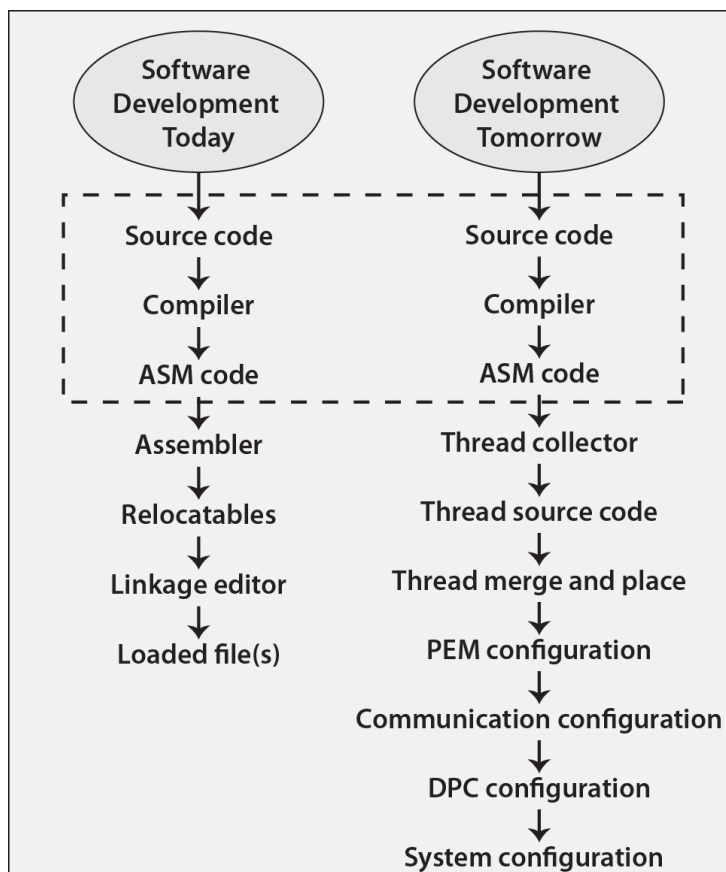 Software
Development
Today
Source code
Compiler
ASM code
Assembler
Relocatables
Linkage editor
Loaded file(s)
Software
Development
Tomorrow
Source code
Compiler
ASM code
Thread collector
Thread source code
Thread merge and place
PEM configuration
Communication configuration
DPC configuration
System configuration